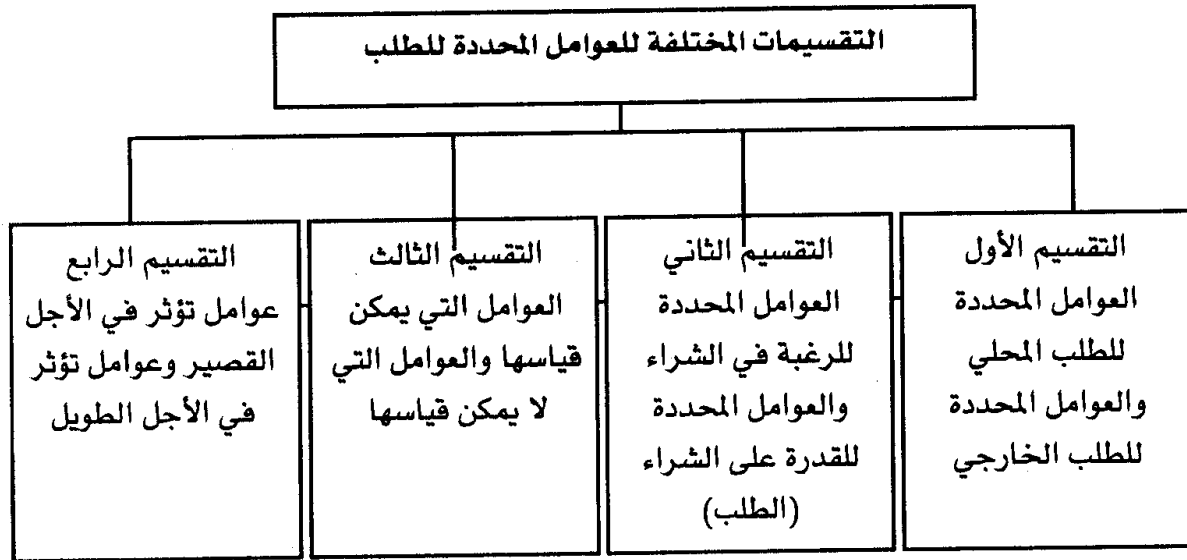 التقسيمات المختلفة للعوامل المحددة للطلب
التقسيم الأول
العوامل المحددة
للطلب المحلي
والعوامل المحددة
للطلب الخارجي
التقسيم الثاني
العوامل المحددة
للرغبة في الشراء
والعوامل المحددة
للقدرة على الشراء
(الطلب)
التقسيم الثالث
العوامل التي يمكن
قياسها والعوامل التي
لا يمكن قياسها
التقسيم الرابع
عوامل تؤثر في الأجل
القصير وعوامل تؤثر
في الأجل الطويل